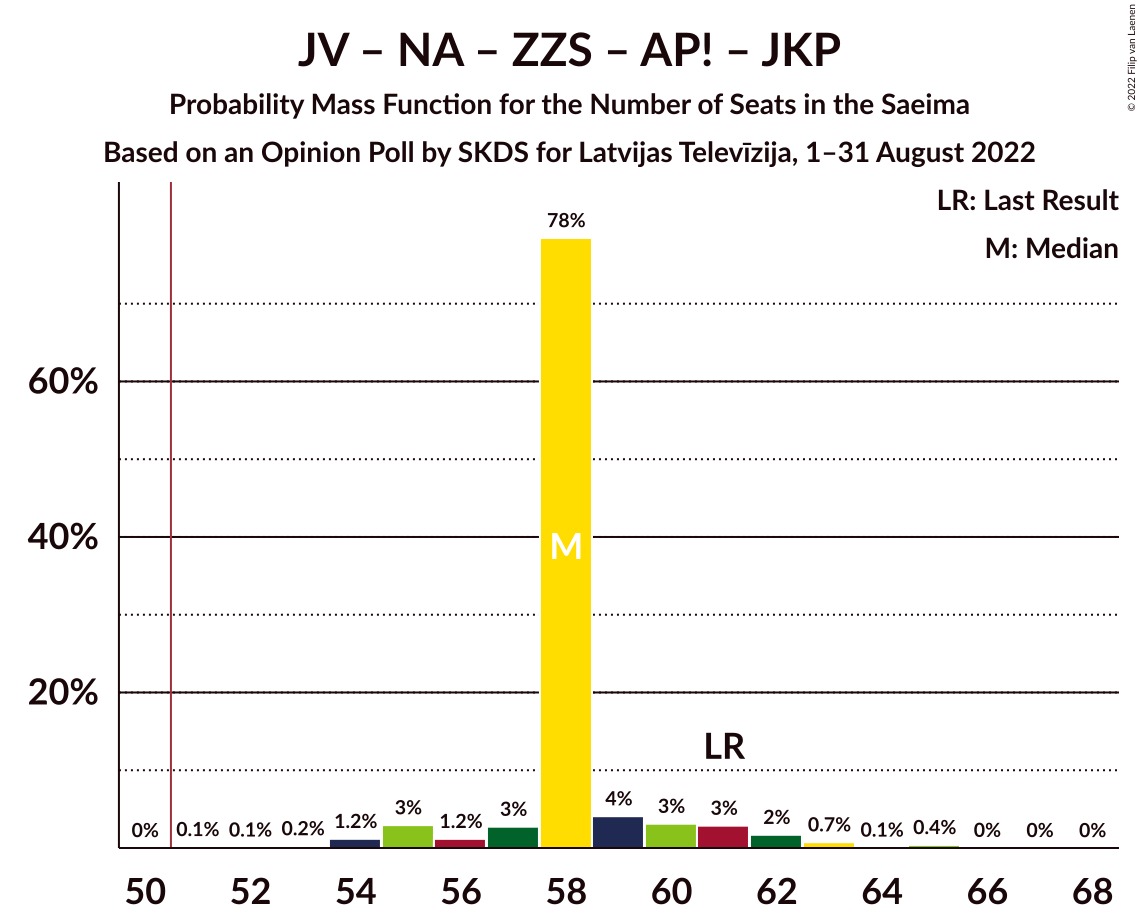 JV – NA – ZZS – AP! – JKP
Probability Mass Function for the Number of Seats in the Saeima
Based on an Opinion Poll by SKDS for Latvijas Televīzija, 1–31 August 2022
© 2022 Filip van Laenen
LR: Last Result
M: Median
78%
60%
40%
M
20%
LR
0% 0.1% 0.1% 0.2% 1.2% 3% 1.2% 3% 4% 3% 3% 2% 0.7% 0.1% 0.4% 0% 0% 0%
50 52 54 56 58 60 62 64 66 68